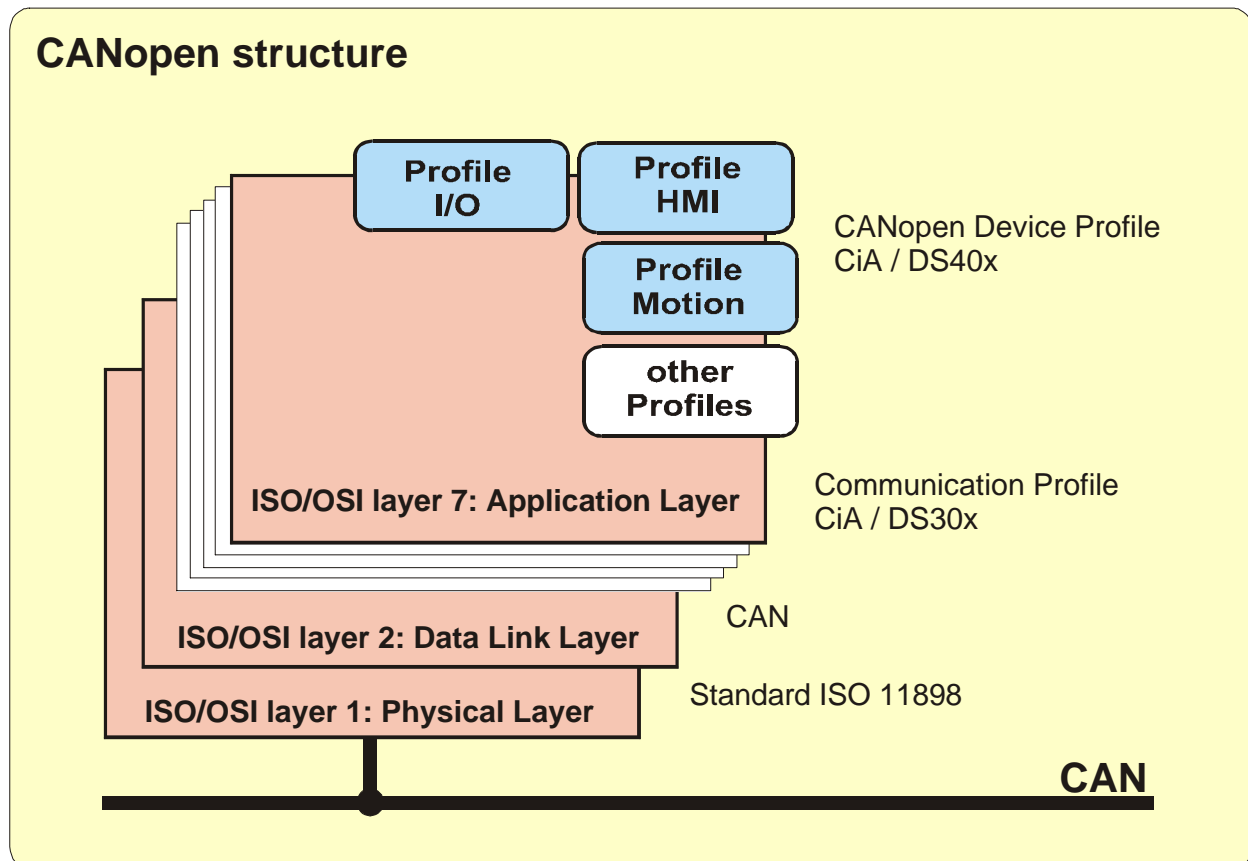 CANopen structure
Profile
I/O
Profile
HMI
CANopen Device Profile
CiA / DS40x
Profile
Motion
other
Profiles
ISO/OSI layer 7: Application Layer
Communication Profile
CiA / DS30x
CAN
ISO/OSI layer 2: Data Link Layer
Standard ISO 11898
ISO/OSI layer 1: Physical Layer
CAN